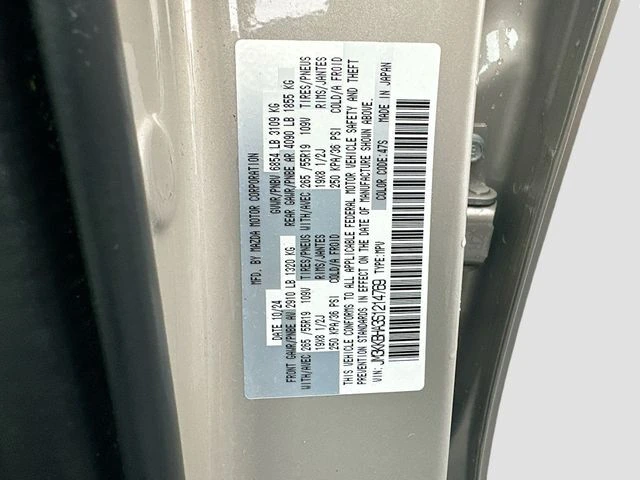 MFD. BY MAZDA MOTOR CORPORATION
DATE 10/24 GVWR/PNBV 6854 LB 3109 KG
FRONT GAWR/PNBE AV 2910 LB 1320 KG REAR GAWR/PNBE AR 4090 LB 1855 KG
WITH/AVEC 265 /55R19 109V TIRES/PNEUS WITH/AVEC 265 /55R19 109V TIRES/PNEUS
19X8 1/2J RIMS/JANTES 19X8 1/2J RIMS/JANTES
250 KPA/36 PSI COLD/A FROID 250 KPA/36 PSI COLD/A FROID
THIS VEHICLE CONFORMS TO ALL APPLICABLE FEDERAL MOTOR VEHICLE SAFETY AND THEFT
PREVENTION STANDARDS IN EFFECT ON THE DATE OF MANUFACTURE SHOWN ABOVE.
COLOR CODE: 47S MADE IN JAPAN
VIN: JM3KKBHA3S1214769 TYPE: MPV